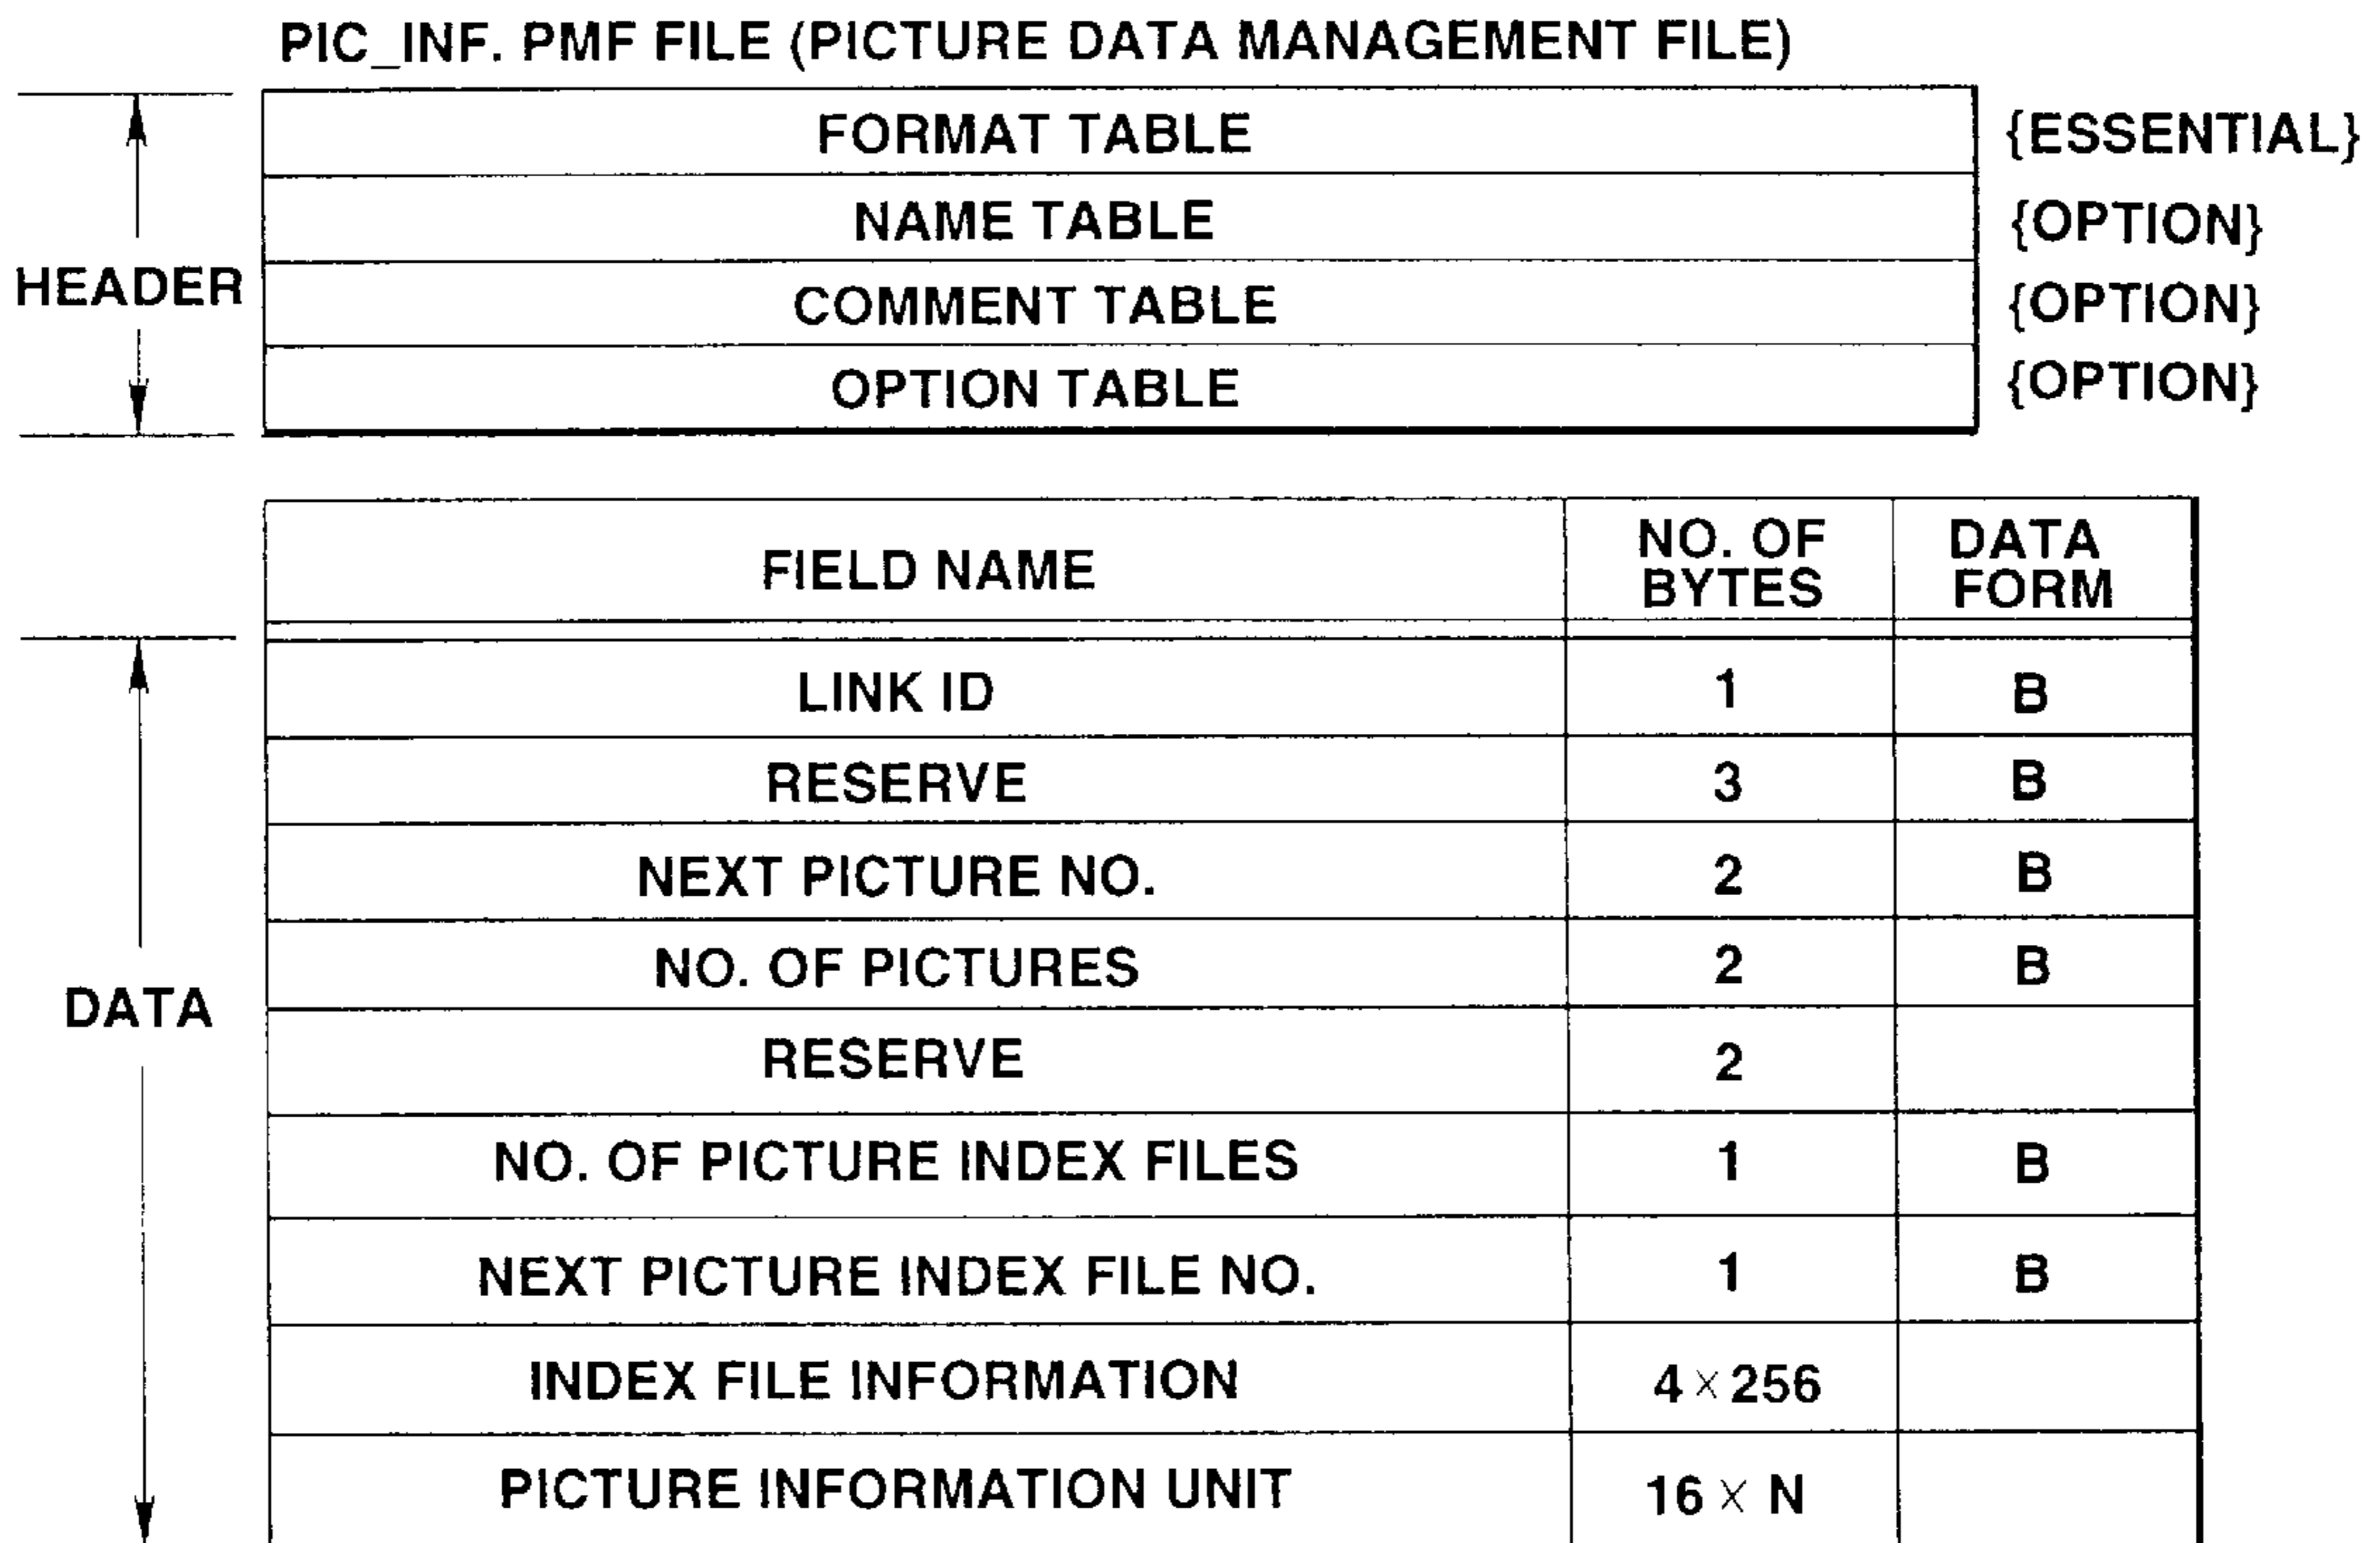 PIC_INF. PMF FILE (PICTURE DATA MANAGEMENT FILE)
FORMAT TABLE {ESSENTIAL}
NAME TABLE {OPTION}
HEADER
COMMENT TABLE {OPTION}
OPTION TABLE {OPTION}
FIELD NAME NO. OF BYTES DATA FORM
LINK ID 1 B
RESERVE 3 B
NEXT PICTURE NO. 2 B
NO. OF PICTURES 2 B
DATA
RESERVE 2
NO. OF PICTURE INDEX FILES 1 B
NEXT PICTURE INDEX FILE NO. 1 B
INDEX FILE INFORMATION 4 × 256
PICTURE INFORMATION UNIT 16 × N